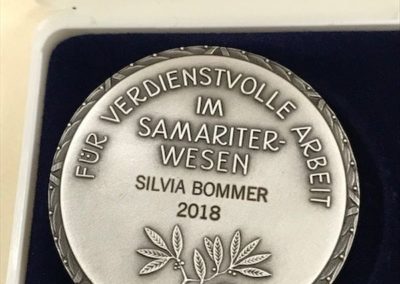 FÜR VERDIENSTVOLLE ARBEIT
IM
SAMARITER-
WESEN
SILVIA BOMMER
2018